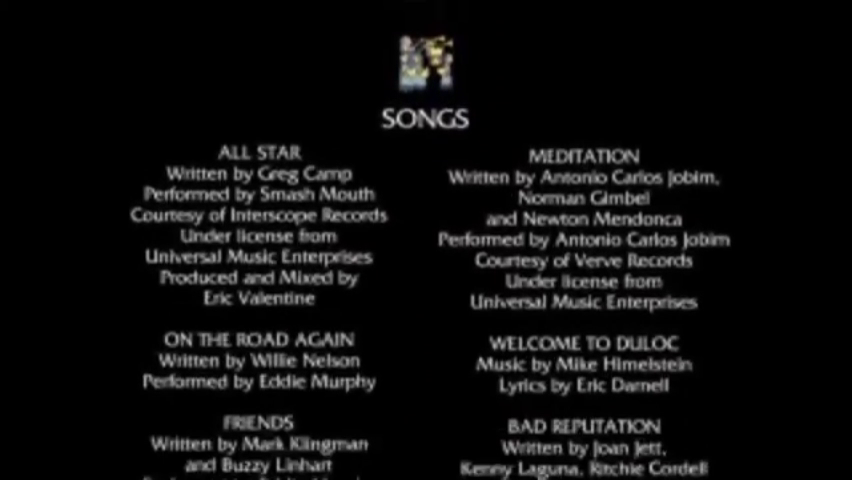 SONGS
ALL STAR
Written by Greg Camp
Performed by Smash Mouth
Courtesy of Interscope Records
Under license from
Universal Music Enterprises
Produced and Mixed by
Eric Valentine
ON THE ROAD AGAIN
Written by Willie Nelson
Performed by Eddie Murphy
FRIENDS
Written by Mark Klingman
and Buzzy Linhart
MEDITATION
Written by Antonio Carlos Jobim,
Norman Gimbel
and Newton Mendonca
Performed by Antonio Carlos Jobim
Courtesy of Verve Records
Under license from
Universal Music Enterprises
WELCOME TO DULOC
Music by Mike Himelstein
Lyrics by Eric Darnell
BAD REPUTATION
Written by Joan Jett,
Kenny Laguna, Ritchie Cordell